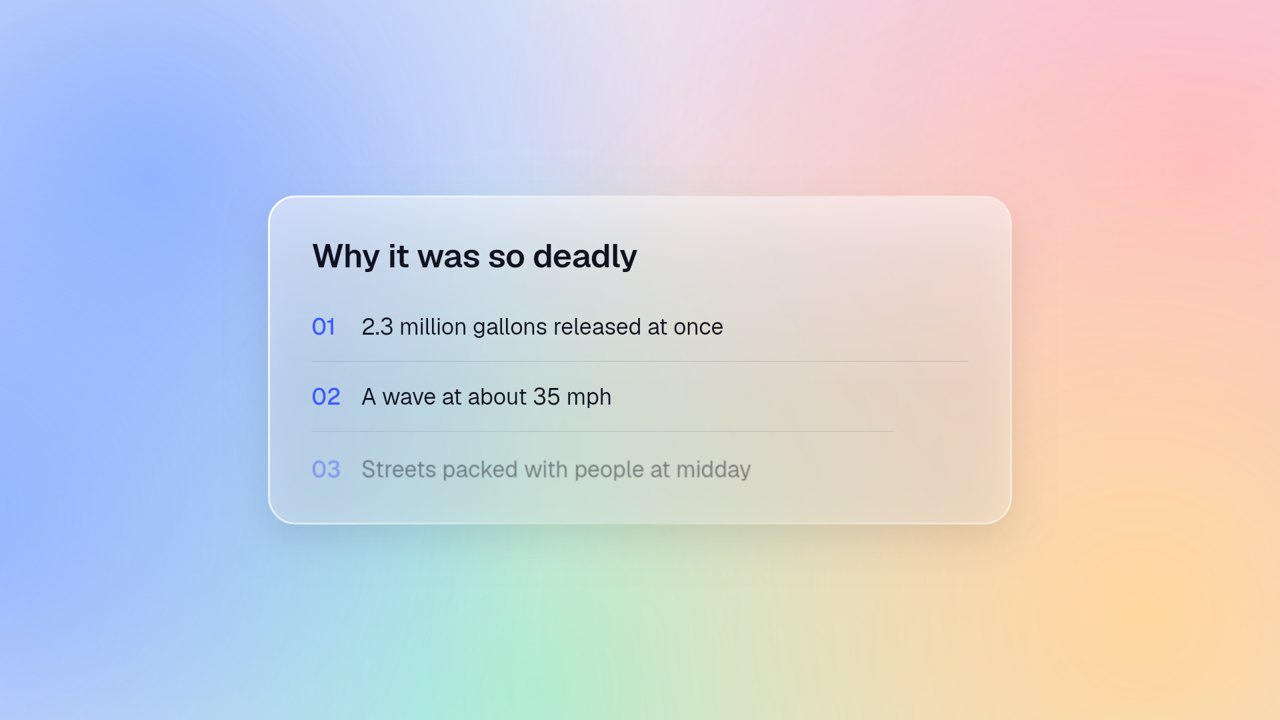 Why it was so deadly
01 2.3 million gallons released at once
02 A wave at about 35 mph
03 Streets packed with people at midday